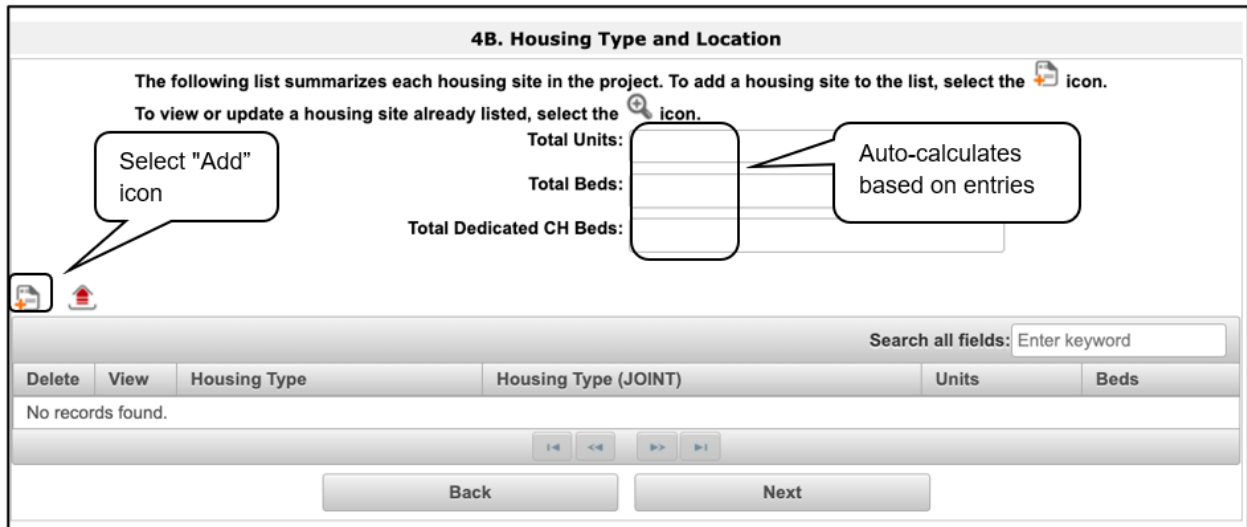 4B. Housing Type and Location
The following list summarizes each housing site in the project. To add a housing site to the list, select the icon.
To view or update a housing site already listed, select the icon.
Select "Add”
icon
Total Units:
Total Beds:
Total Dedicated CH Beds:
Auto-calculates
based on entries
Search all fields: Enter keyword
Delete View Housing Type Housing Type (JOINT) Units Beds
No records found.
Back Next